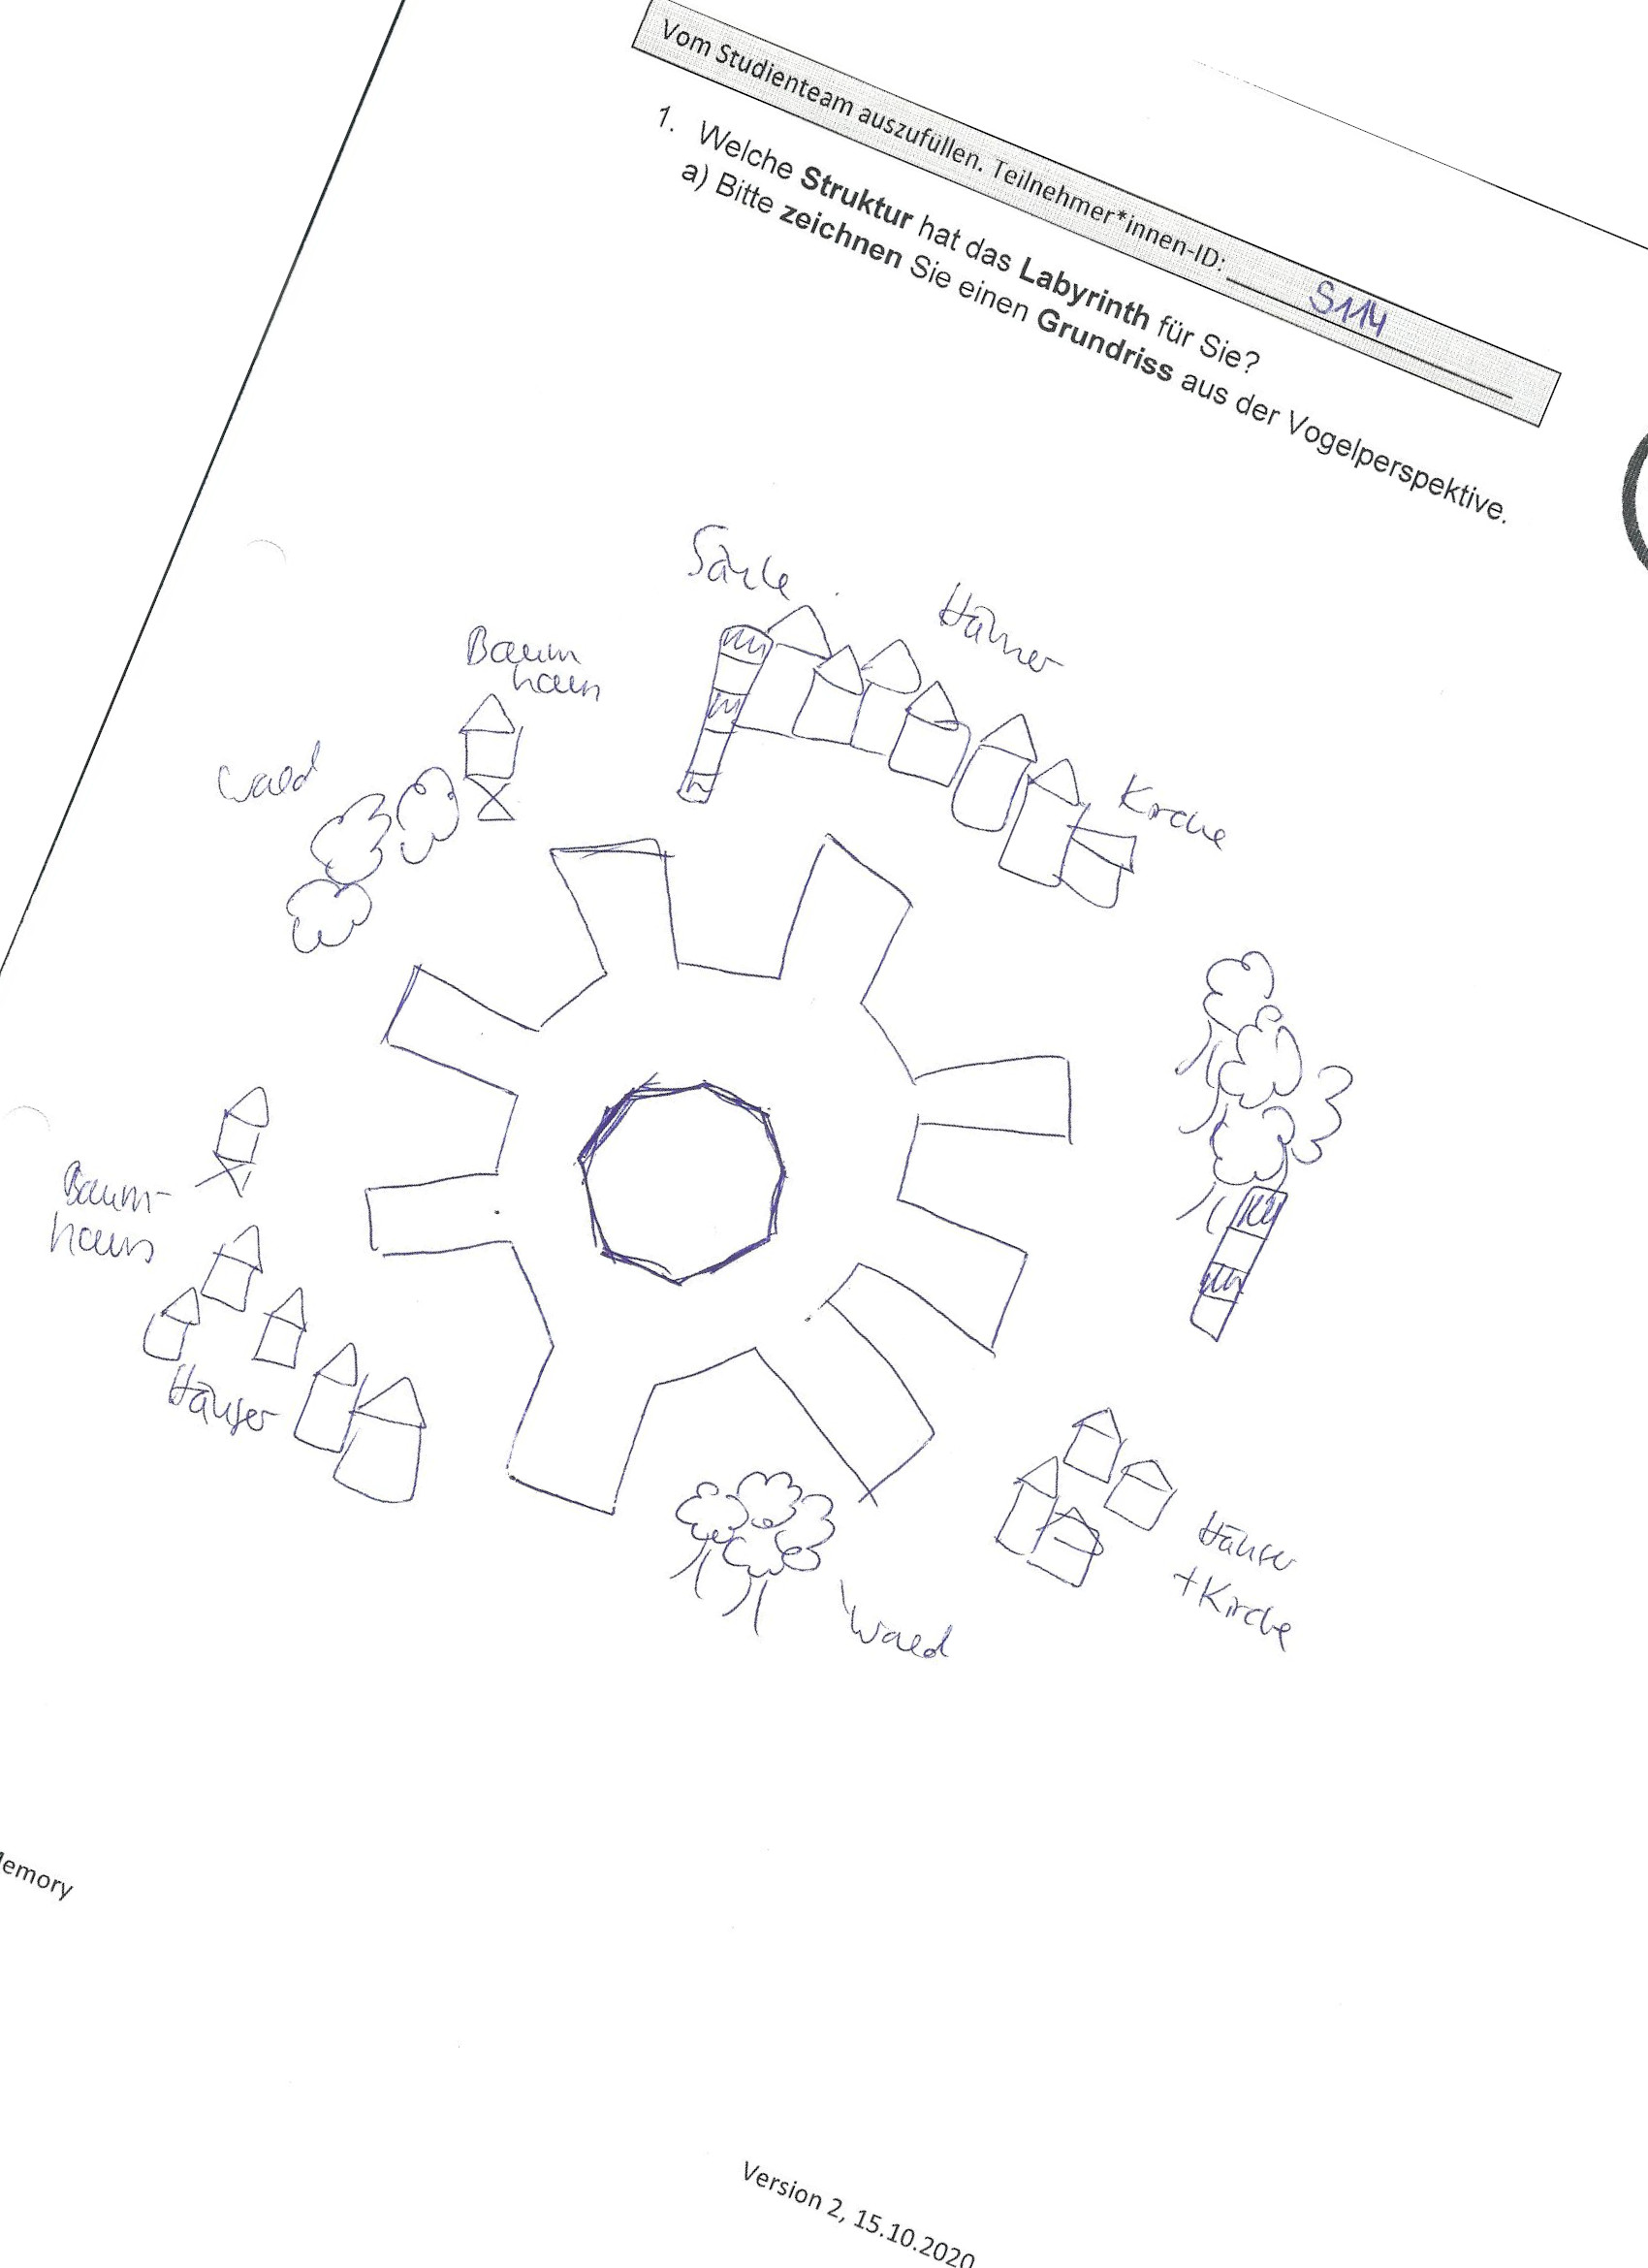 Vom Studienteam auszufüllen. Teilnehmer*innen-ID: S114
1. Welche Struktur hat das Labyrinth für Sie?
a) Bitte zeichnen Sie einen Grundriss aus der Vogelperspektive.
Säule
Häuser
Baum
haus
Wald
Kirche
Baum-
haus
Häuser
Häuser
+ Kirche
Wald
Memory
Version 2, 15.10.2020